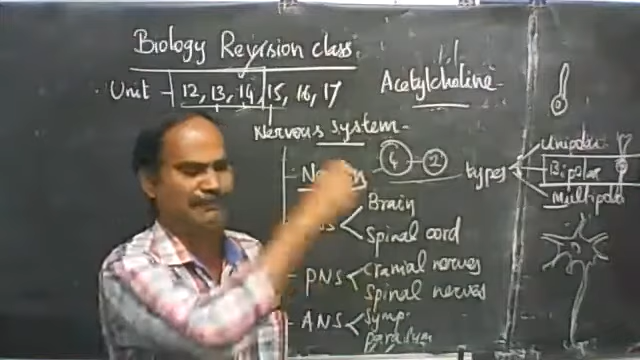 Biology Revision class
Unit - 12, 13, 14, 15, 16, 17
Acetylcholine
Nervous System
types
Unipolar
Bipolar
Multipolar
Brain
Spinal cord
PNS
Cranial nerves
Spinal nerves
ANS
Symp-